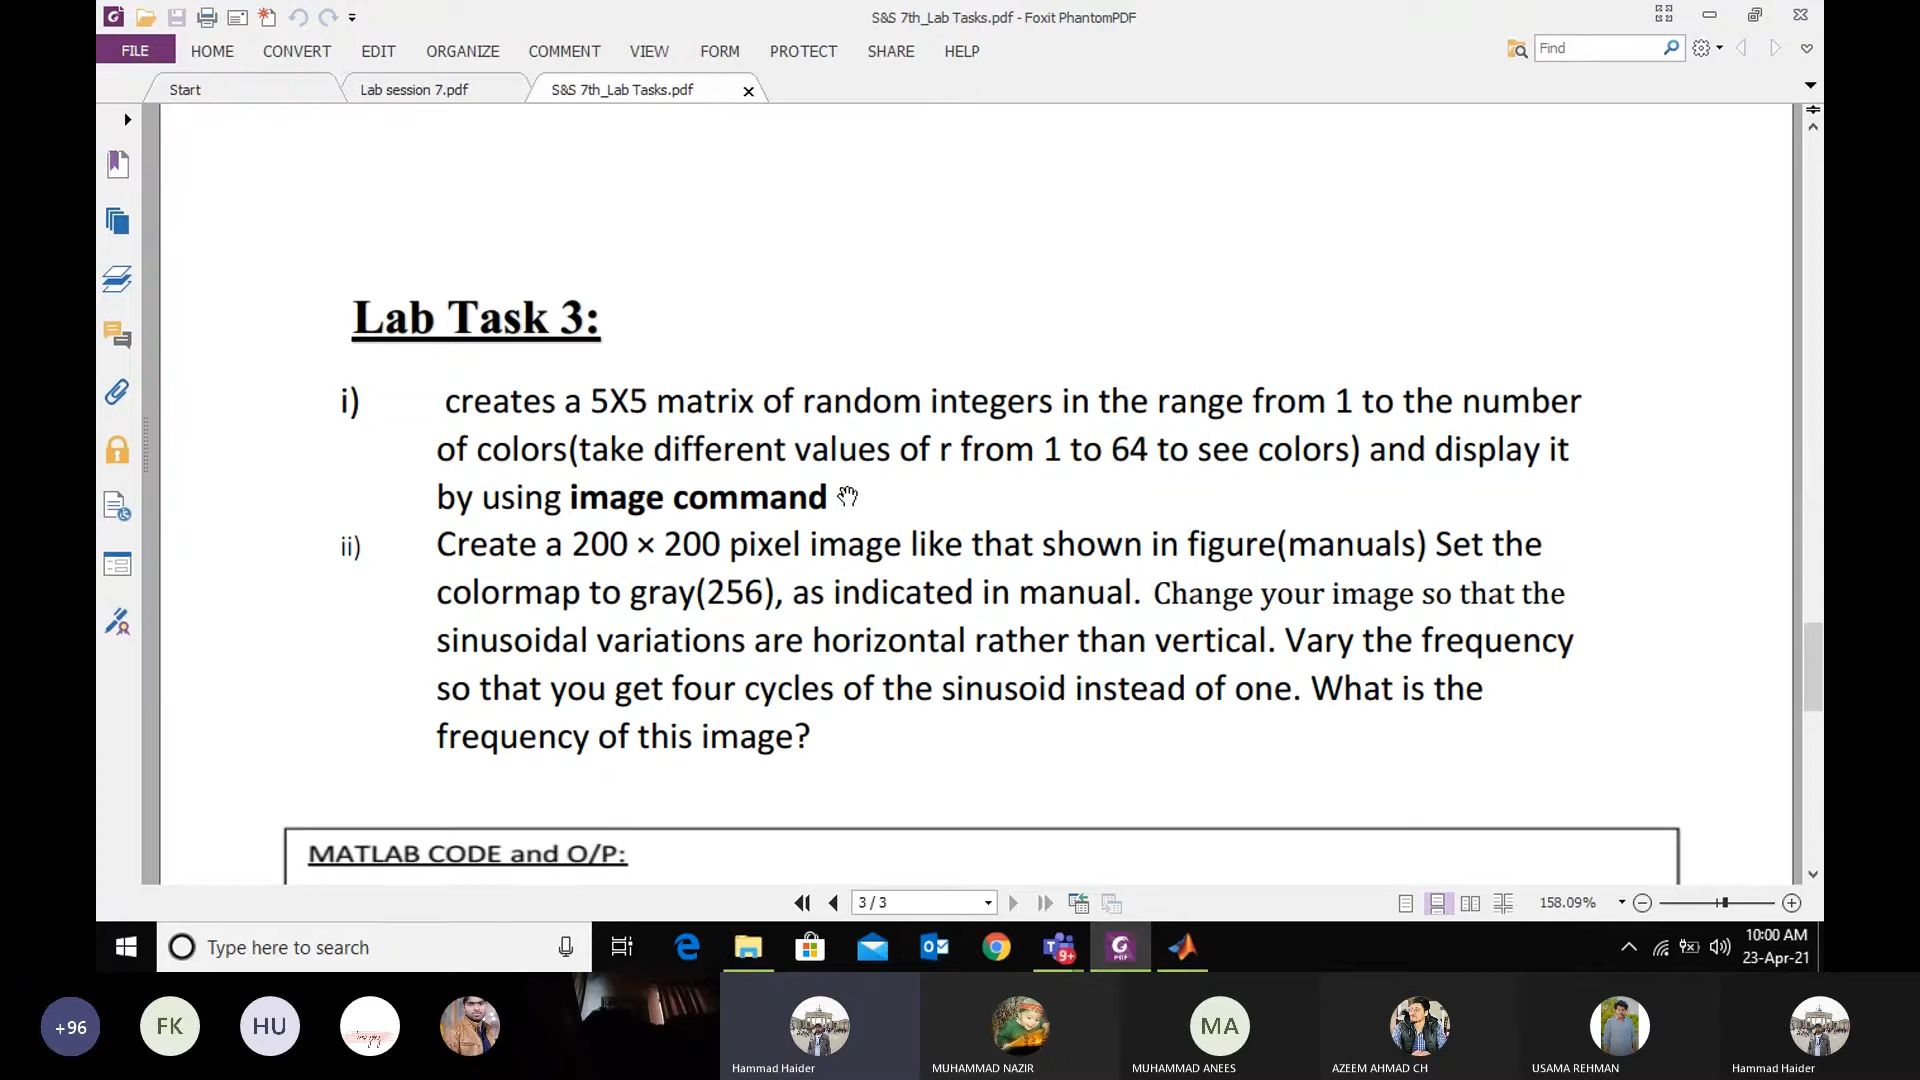 S&S 7th_Lab Tasks.pdf - Foxit PhantomPDF
FILE HOME CONVERT EDIT ORGANIZE COMMENT VIEW FORM PROTECT SHARE HELP Find
Start Lab session 7.pdf S&S 7th_Lab Tasks.pdf
Lab Task 3:
i) creates a 5X5 matrix of random integers in the range from 1 to the number
of colors(take different values of r from 1 to 64 to see colors) and display it
by using image command
ii) Create a 200 × 200 pixel image like that shown in figure(manuals) Set the
colormap to gray(256), as indicated in manual. Change your image so that the
sinusoidal variations are horizontal rather than vertical. Vary the frequency
so that you get four cycles of the sinusoid instead of one. What is the
frequency of this image?
MATLAB CODE and O/P:
3 / 3 158.09%
Type here to search 9+ PDF 10:00 AM
23-Apr-21
+96 FK HU MA
Hammad Haider MUHAMMAD NAZIR MUHAMMAD ANEES AZEEM AHMAD CH USAMA REHMAN Hammad Haider